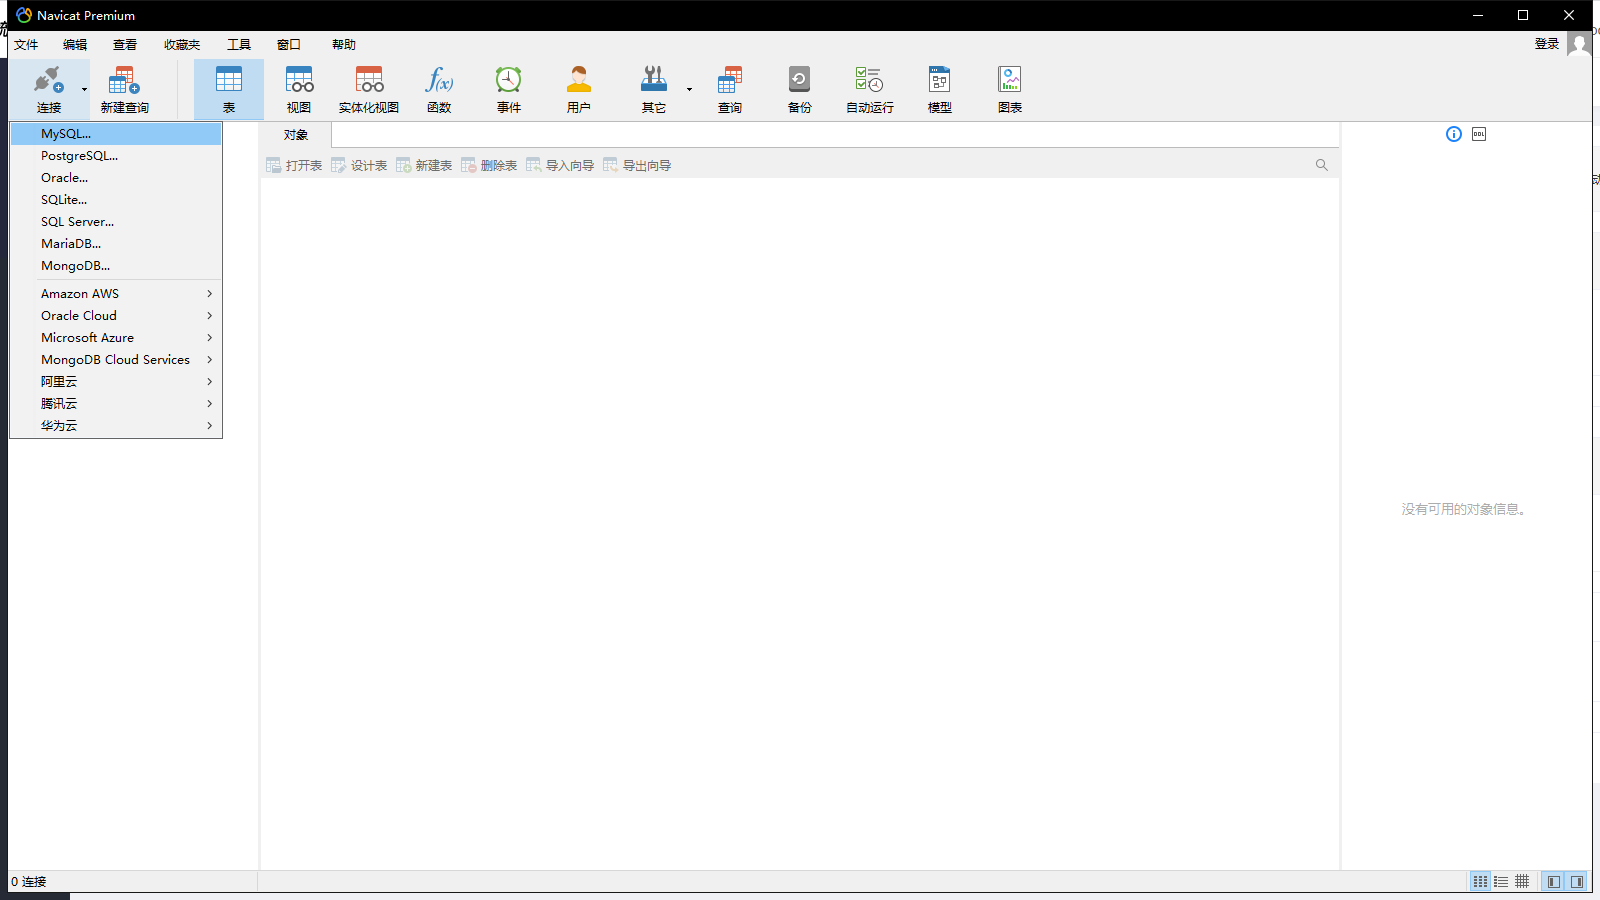 Navicat Premium
文件 编辑 查看 收藏夹 工具 窗口 帮助 登录
连接 新建查询 表 视图 实体化视图 函数 事件 用户 其它 查询 备份 自动运行 模型 图表
MySQL...
PostgreSQL...
Oracle...
SQLite...
SQL Server...
MariaDB...
MongoDB...
Amazon AWS
Oracle Cloud
Microsoft Azure
MongoDB Cloud Services
阿里云
腾讯云
华为云
对象
打开表 设计表 新建表 删除表 导入向导 导出向导
DDL
没有可用的对象信息。
0 连接